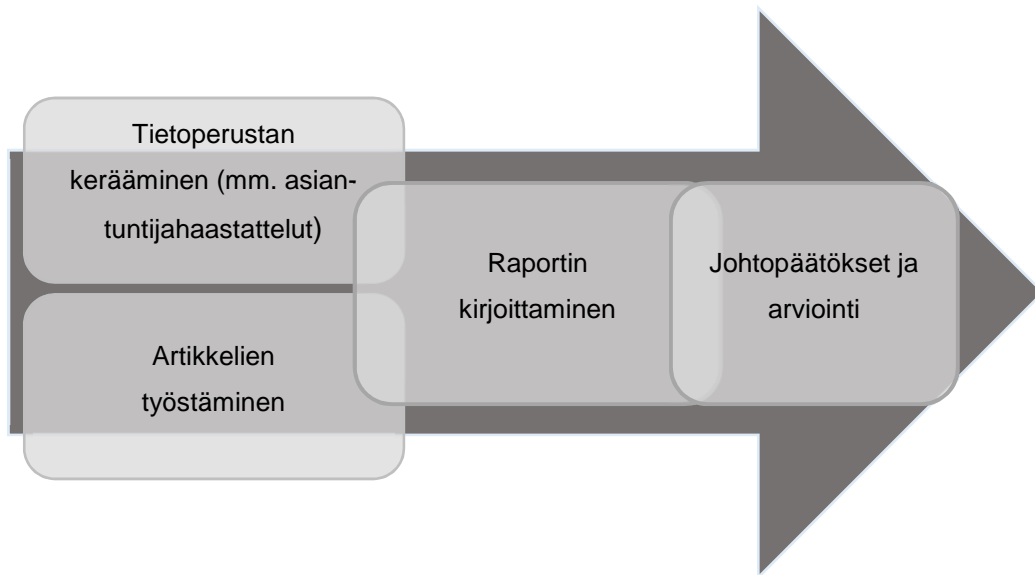 Tietoperustan
kerääminen (mm. asian-
tuntijahaastattelut)
Artikkelien
työstäminen
Raportin
kirjoittaminen
Johtopäätökset ja
arviointi